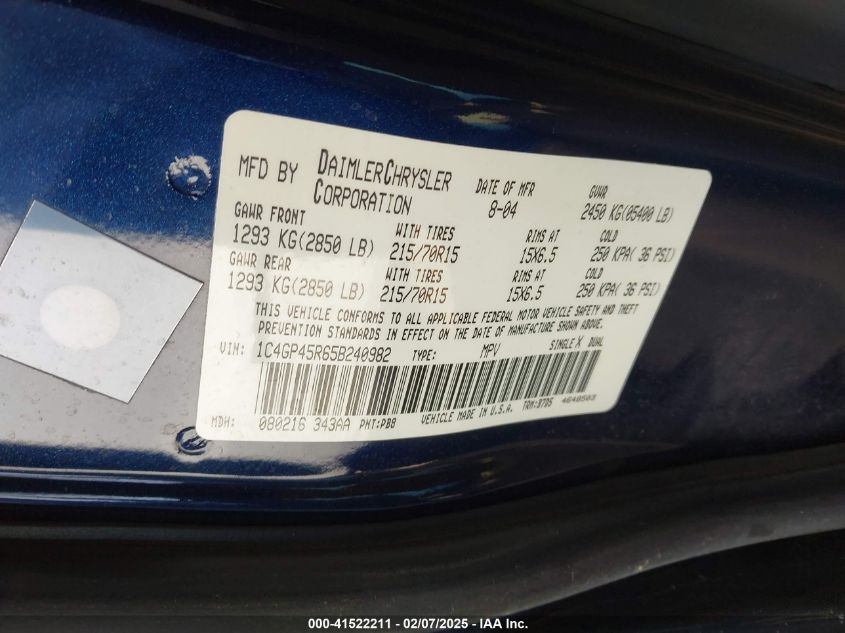 MFD BY DAIMLERCHRYSLER CORPORATION DATE OF MFR 8-04 GVWR 2450 KG(05400 LB)
GAWR FRONT WITH TIRES RIMS AT COLD
1293 KG(2850 LB) 215/70R15 15X6.5 250 KPA( 36 PSI)
GAWR REAR WITH TIRES RIMS AT COLD
1293 KG(2850 LB) 215/70R15 15X6.5 250 KPA( 36 PSI)
THIS VEHICLE CONFORMS TO ALL APPLICABLE FEDERAL MOTOR VEHICLE SAFETY AND THEFT
PREVENTION STANDARDS IN EFFECT ON THE DATE OF MANUFACTURE SHOWN ABOVE.
VIN: 1C4GP45R65B240982 TYPE: MPV SINGLE X DUAL
MDH: 080216 343AA PNT:PB8 VEHICLE MADE IN U.S.A. TRM:B7D5 4648503
000-41522211 - 02/07/2025 - IAA Inc.